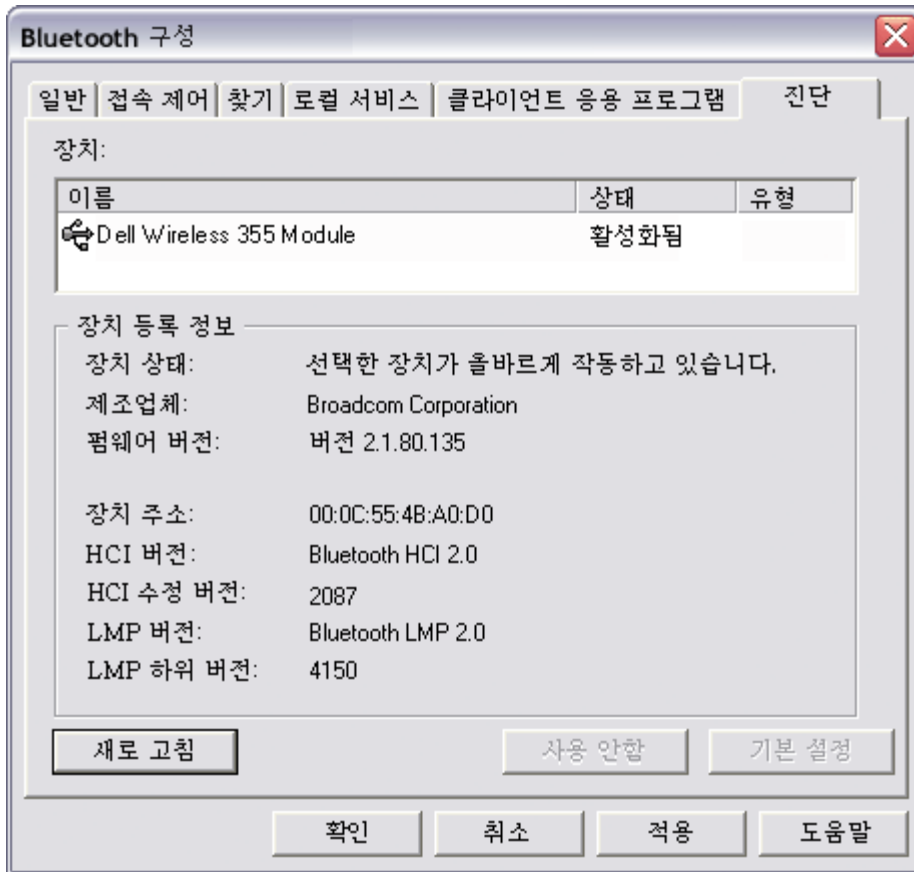 Bluetooth 구성
일반 접속 제어 찾기 로컬 서비스 클라이언트 응용 프로그램 진단
장치:
이름 상태 유형
Dell Wireless 355 Module 활성화됨
장치 등록 정보
장치 상태: 선택한 장치가 올바르게 작동하고 있습니다.
제조업체: Broadcom Corporation
펌웨어 버전: 버전 2.1.80.135
장치 주소: 00:0C:55:4B:A0:D0
HCI 버전: Bluetooth HCI 2.0
HCI 수정 버전: 2087
LMP 버전: Bluetooth LMP 2.0
LMP 하위 버전: 4150
새로 고침 사용 안함 기본 설정
확인 취소 적용 도움말